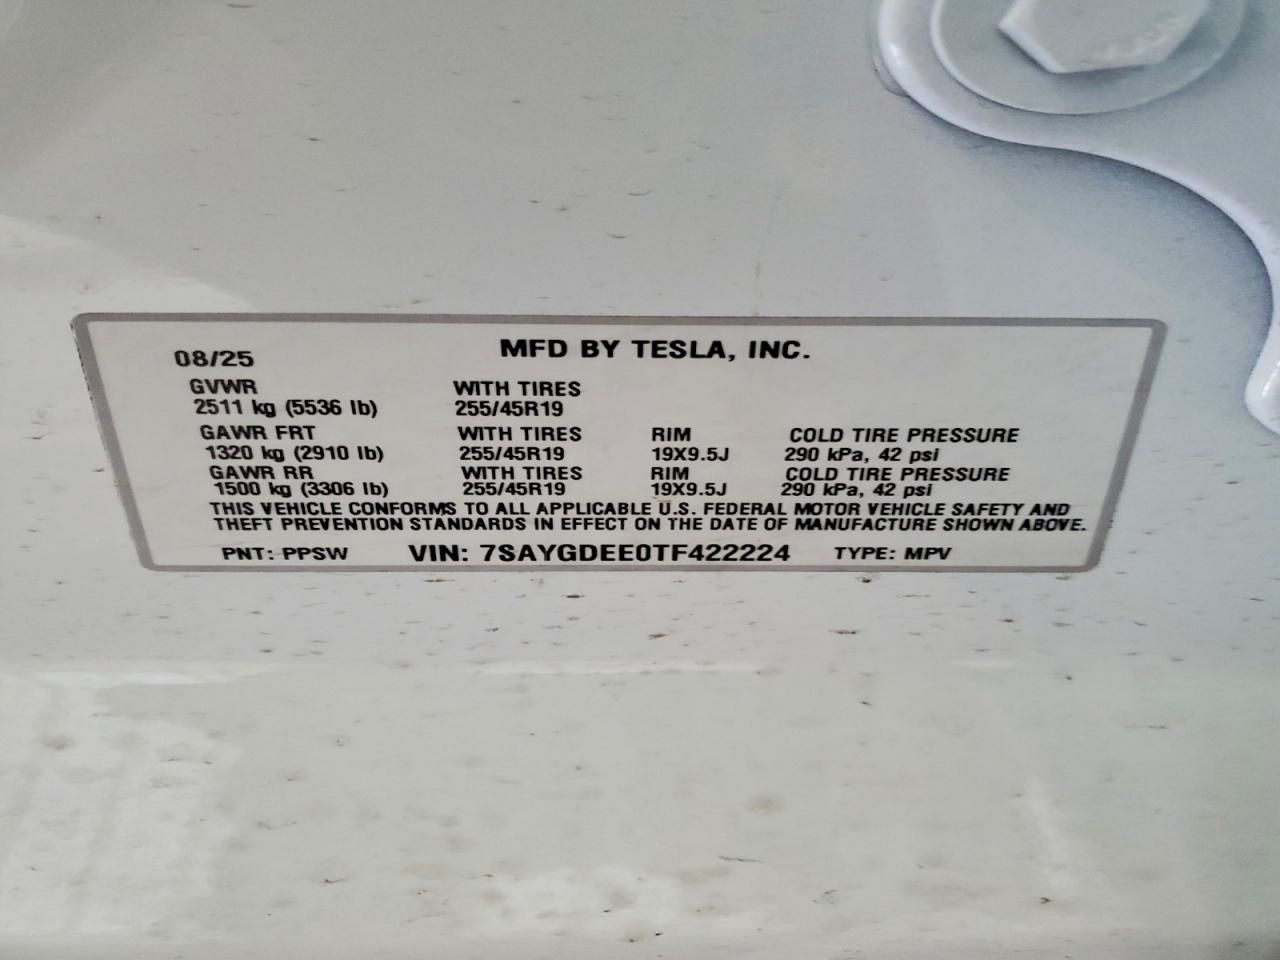 08/25 MFD BY TESLA, INC.
GVWR WITH TIRES
2511 kg (5536 lb) 255/45R19
GAWR FRT WITH TIRES RIM COLD TIRE PRESSURE
1320 kg (2910 lb) 255/45R19 19X9.5J 290 kPa, 42 psi
GAWR RR WITH TIRES RIM COLD TIRE PRESSURE
1500 kg (3306 lb) 255/45R19 19X9.5J 290 kPa, 42 psi
THIS VEHICLE CONFORMS TO ALL APPLICABLE U.S. FEDERAL MOTOR VEHICLE SAFETY AND
THEFT PREVENTION STANDARDS IN EFFECT ON THE DATE OF MANUFACTURE SHOWN ABOVE.
PNT: PPSW VIN: 7SAYGDEE0TF422224 TYPE: MPV